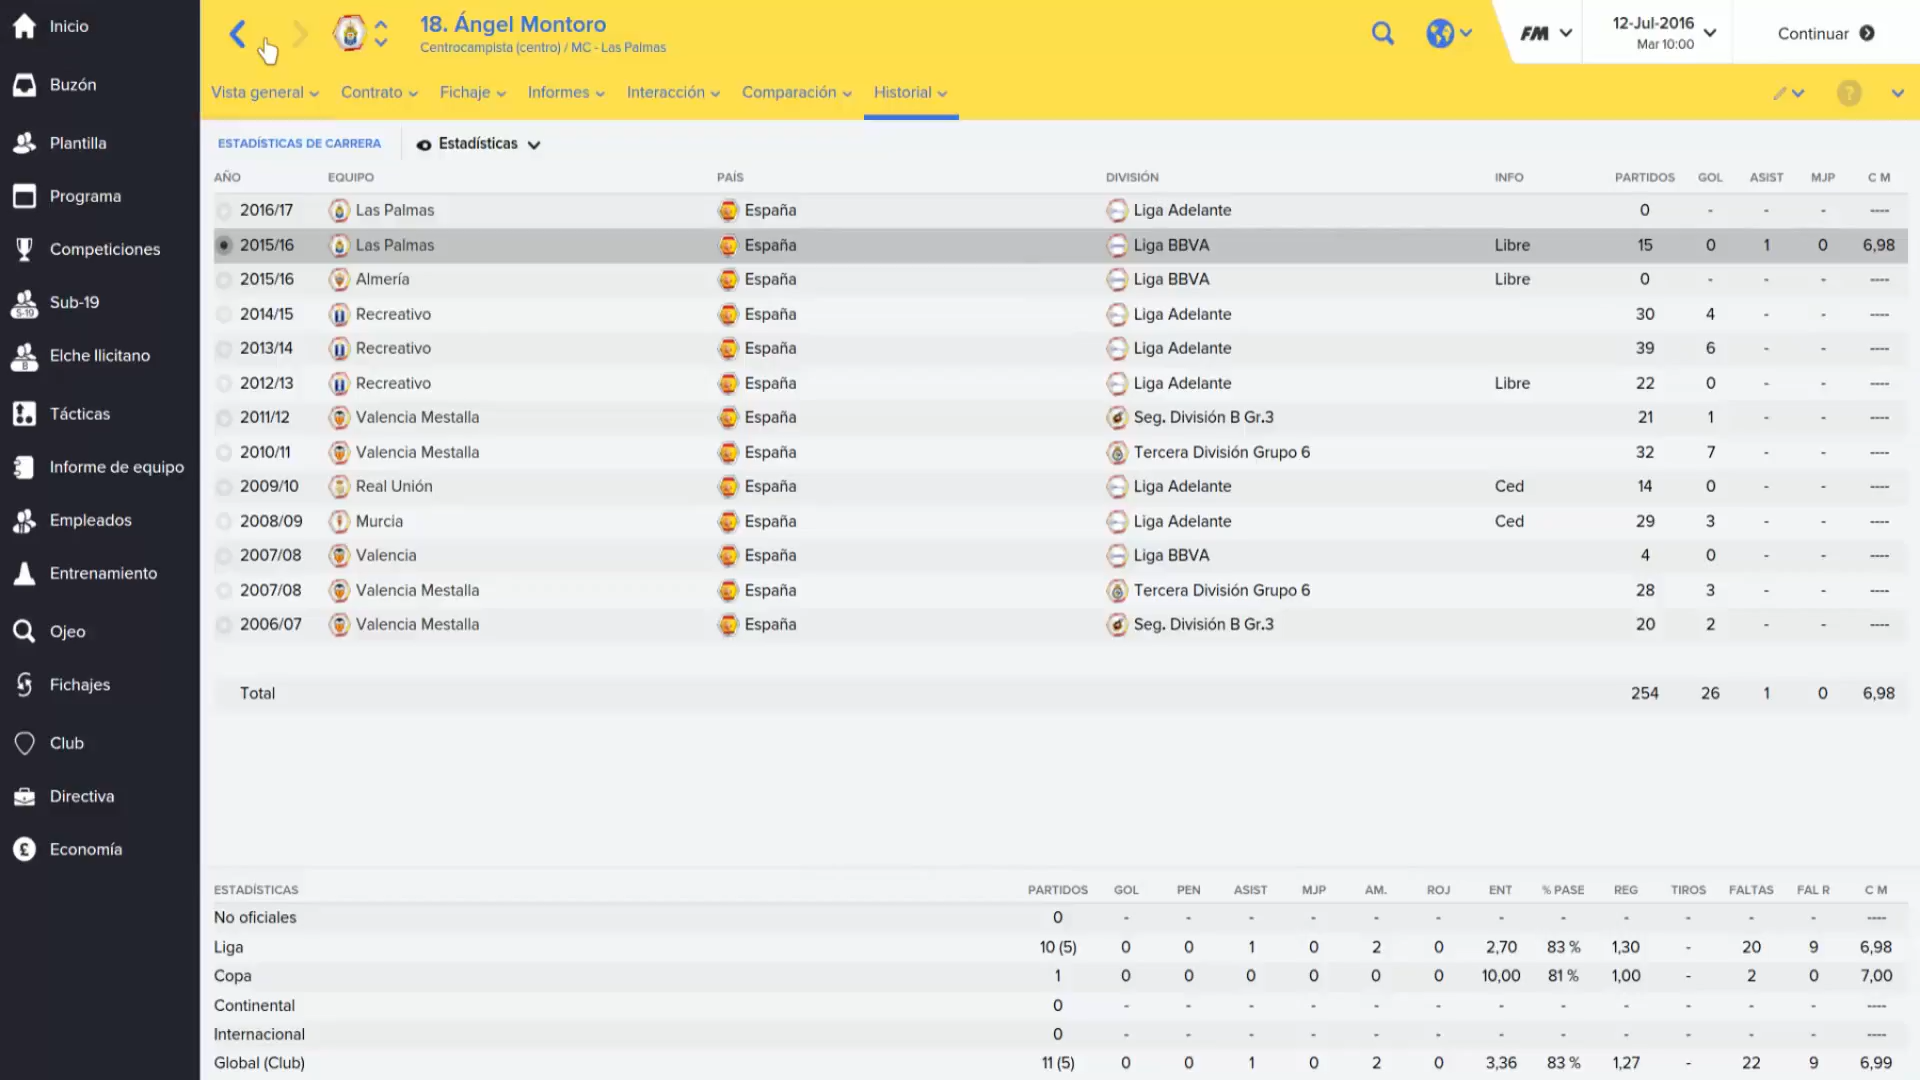 Inicio
Buzón
Plantilla
Programa
Competiciones
Sub-19
Elche Ilicitano
Tácticas
Informe de equipo
Empleados
Entrenamiento
Ojeo
Fichajes
Club
Directiva
Economía
18. Ángel Montoro
Centrocampista (centro) / MC - Las Palmas
FM
12-Jul-2016
Mar 10:00
Continuar
Vista general Contrato Fichaje Informes Interacción Comparación Historial
ESTADÍSTICAS DE CARRERA Estadísticas
AÑO EQUIPO PAÍS DIVISIÓN INFO PARTIDOS GOL ASIST MJP C M
2016/17 Las Palmas España Liga Adelante 0 - - - ----
2015/16 Las Palmas España Liga BBVA Libre 15 0 1 0 6,98
2015/16 Almería España Liga BBVA Libre 0 - - - ----
2014/15 Recreativo España Liga Adelante 30 4 - - ----
2013/14 Recreativo España Liga Adelante 39 6 - - ----
2012/13 Recreativo España Liga Adelante Libre 22 0 - - ----
2011/12 Valencia Mestalla España Seg. División B Gr.3 21 1 - - ----
2010/11 Valencia Mestalla España Tercera División Grupo 6 32 7 - - ----
2009/10 Real Unión España Liga Adelante Ced 14 0 - - ----
2008/09 Murcia España Liga Adelante Ced 29 3 - - ----
2007/08 Valencia España Liga BBVA 4 0 - - ----
2007/08 Valencia Mestalla España Tercera División Grupo 6 28 3 - - ----
2006/07 Valencia Mestalla España Seg. División B Gr.3 20 2 - - ----
Total 254 26 1 0 6,98
ESTADÍSTICAS PARTIDOS GOL PEN ASIST MJP AM. ROJ ENT % PASE REG TIROS FALTAS FAL R C M
No oficiales 0 - - - - - - - - - - - - ----
Liga 10 (5) 0 0 1 0 2 0 2,70 83 % 1,30 - 20 9 6,98
Copa 1 0 0 0 0 0 0 10,00 81 % 1,00 - 2 0 7,00
Continental 0 - - - - - - - - - - - - ----
Internacional 0 - - - - - - - - - - - - ----
Global (Club) 11 (5) 0 0 1 0 2 0 3,36 83 % 1,27 - 22 9 6,99